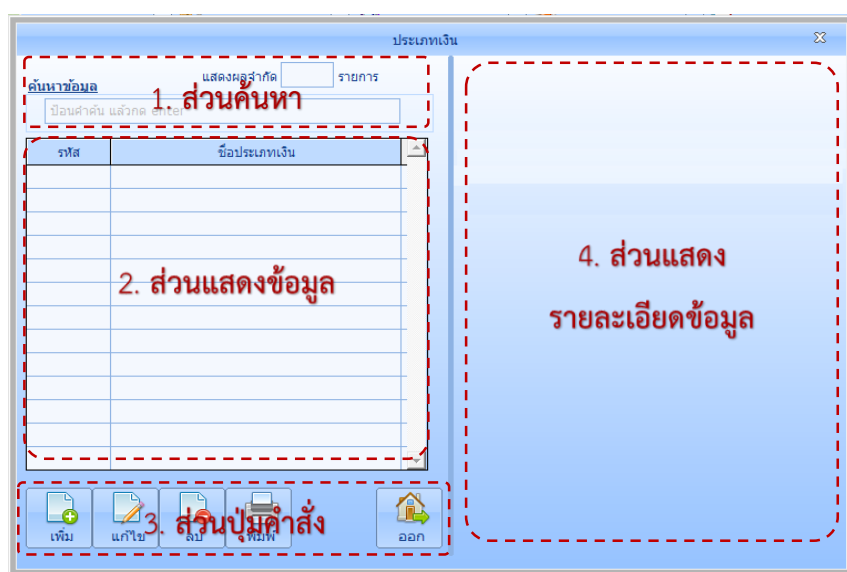 ประเภทเงิน
แสดงผลจำกัด รายการ
ค้นหาข้อมูล
1. ส่วนค้นหา
ป้อนคำค้น แล้วกด enter
รหัส ชื่อประเภทเงิน
2. ส่วนแสดงข้อมูล
4. ส่วนแสดง
รายละเอียดข้อมูล
3. ส่วนปุ่มคำสั่ง
เพิ่ม แก้ไข ลบ พิมพ์ ออก